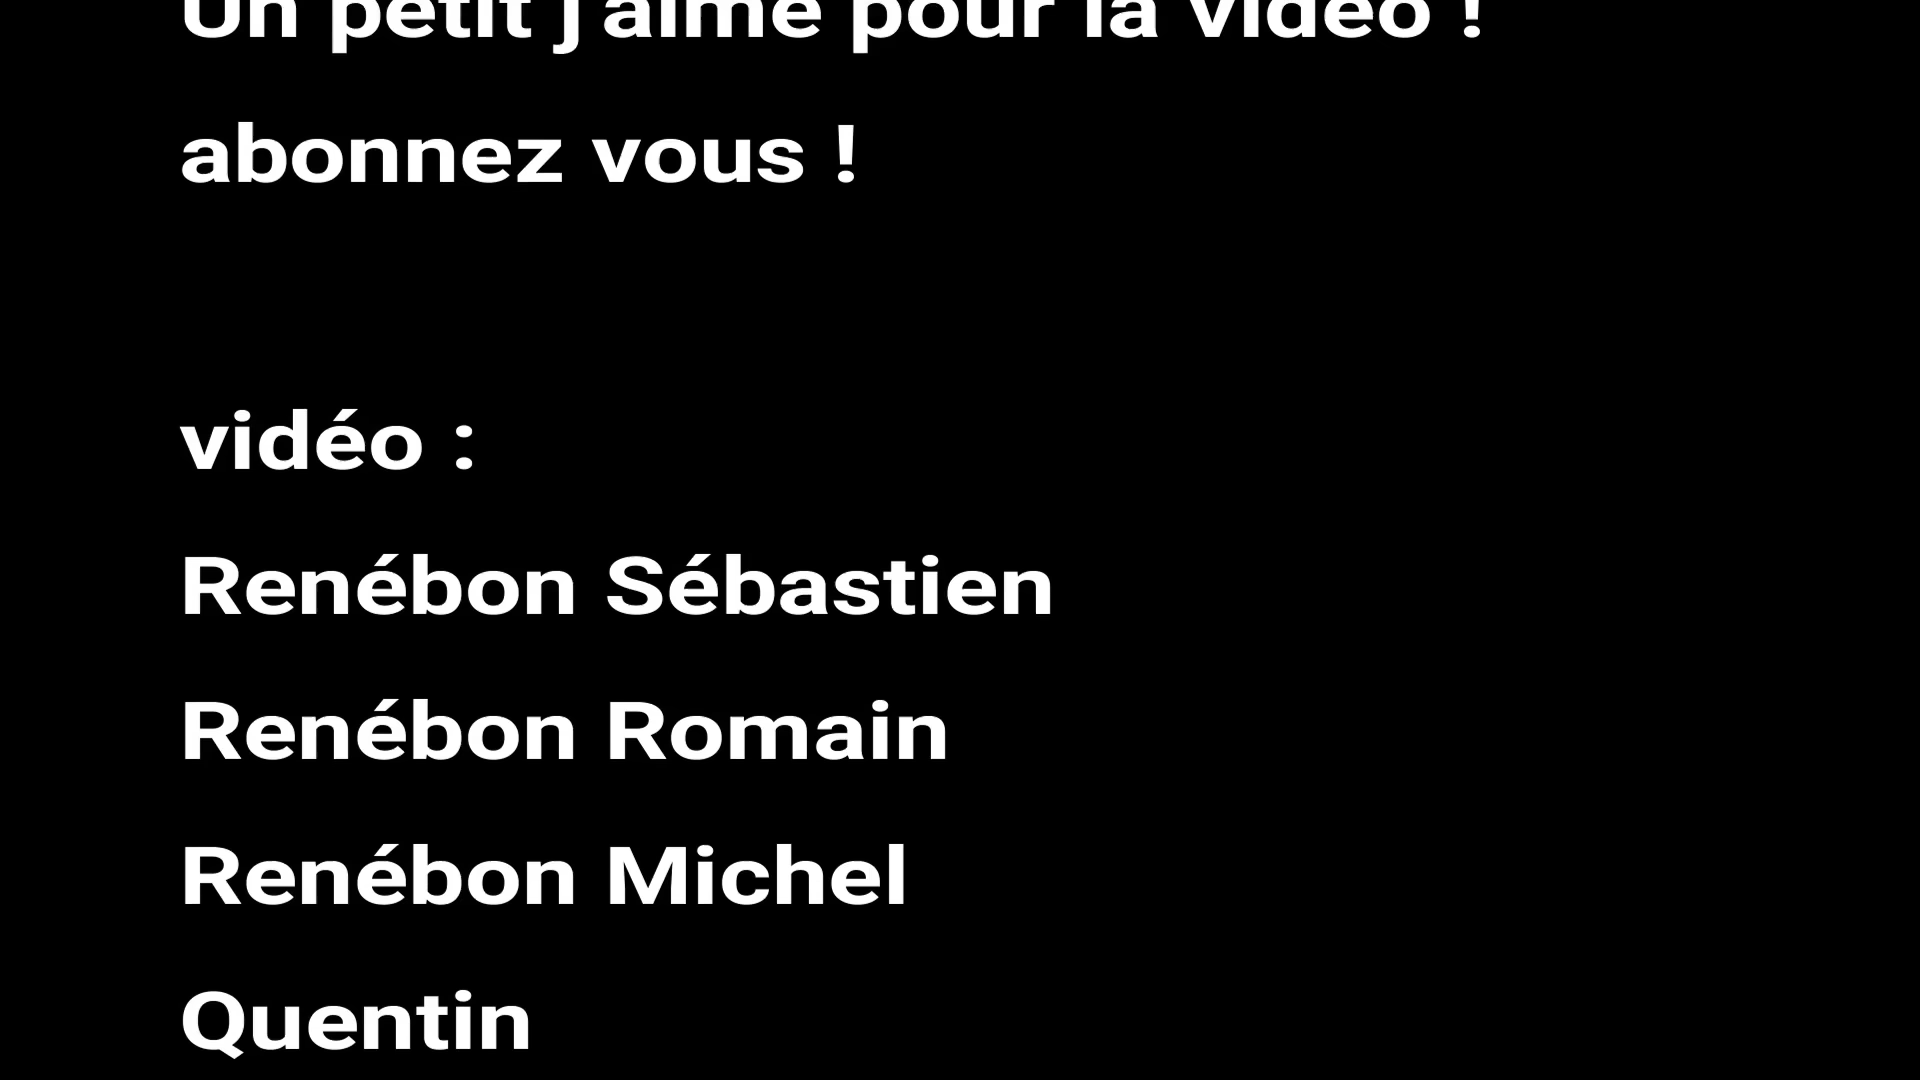 Un petit j'aime pour la vidéo !
abonnez vous !
vidéo :
Renébon Sébastien
Renébon Romain
Renébon Michel
Quentin